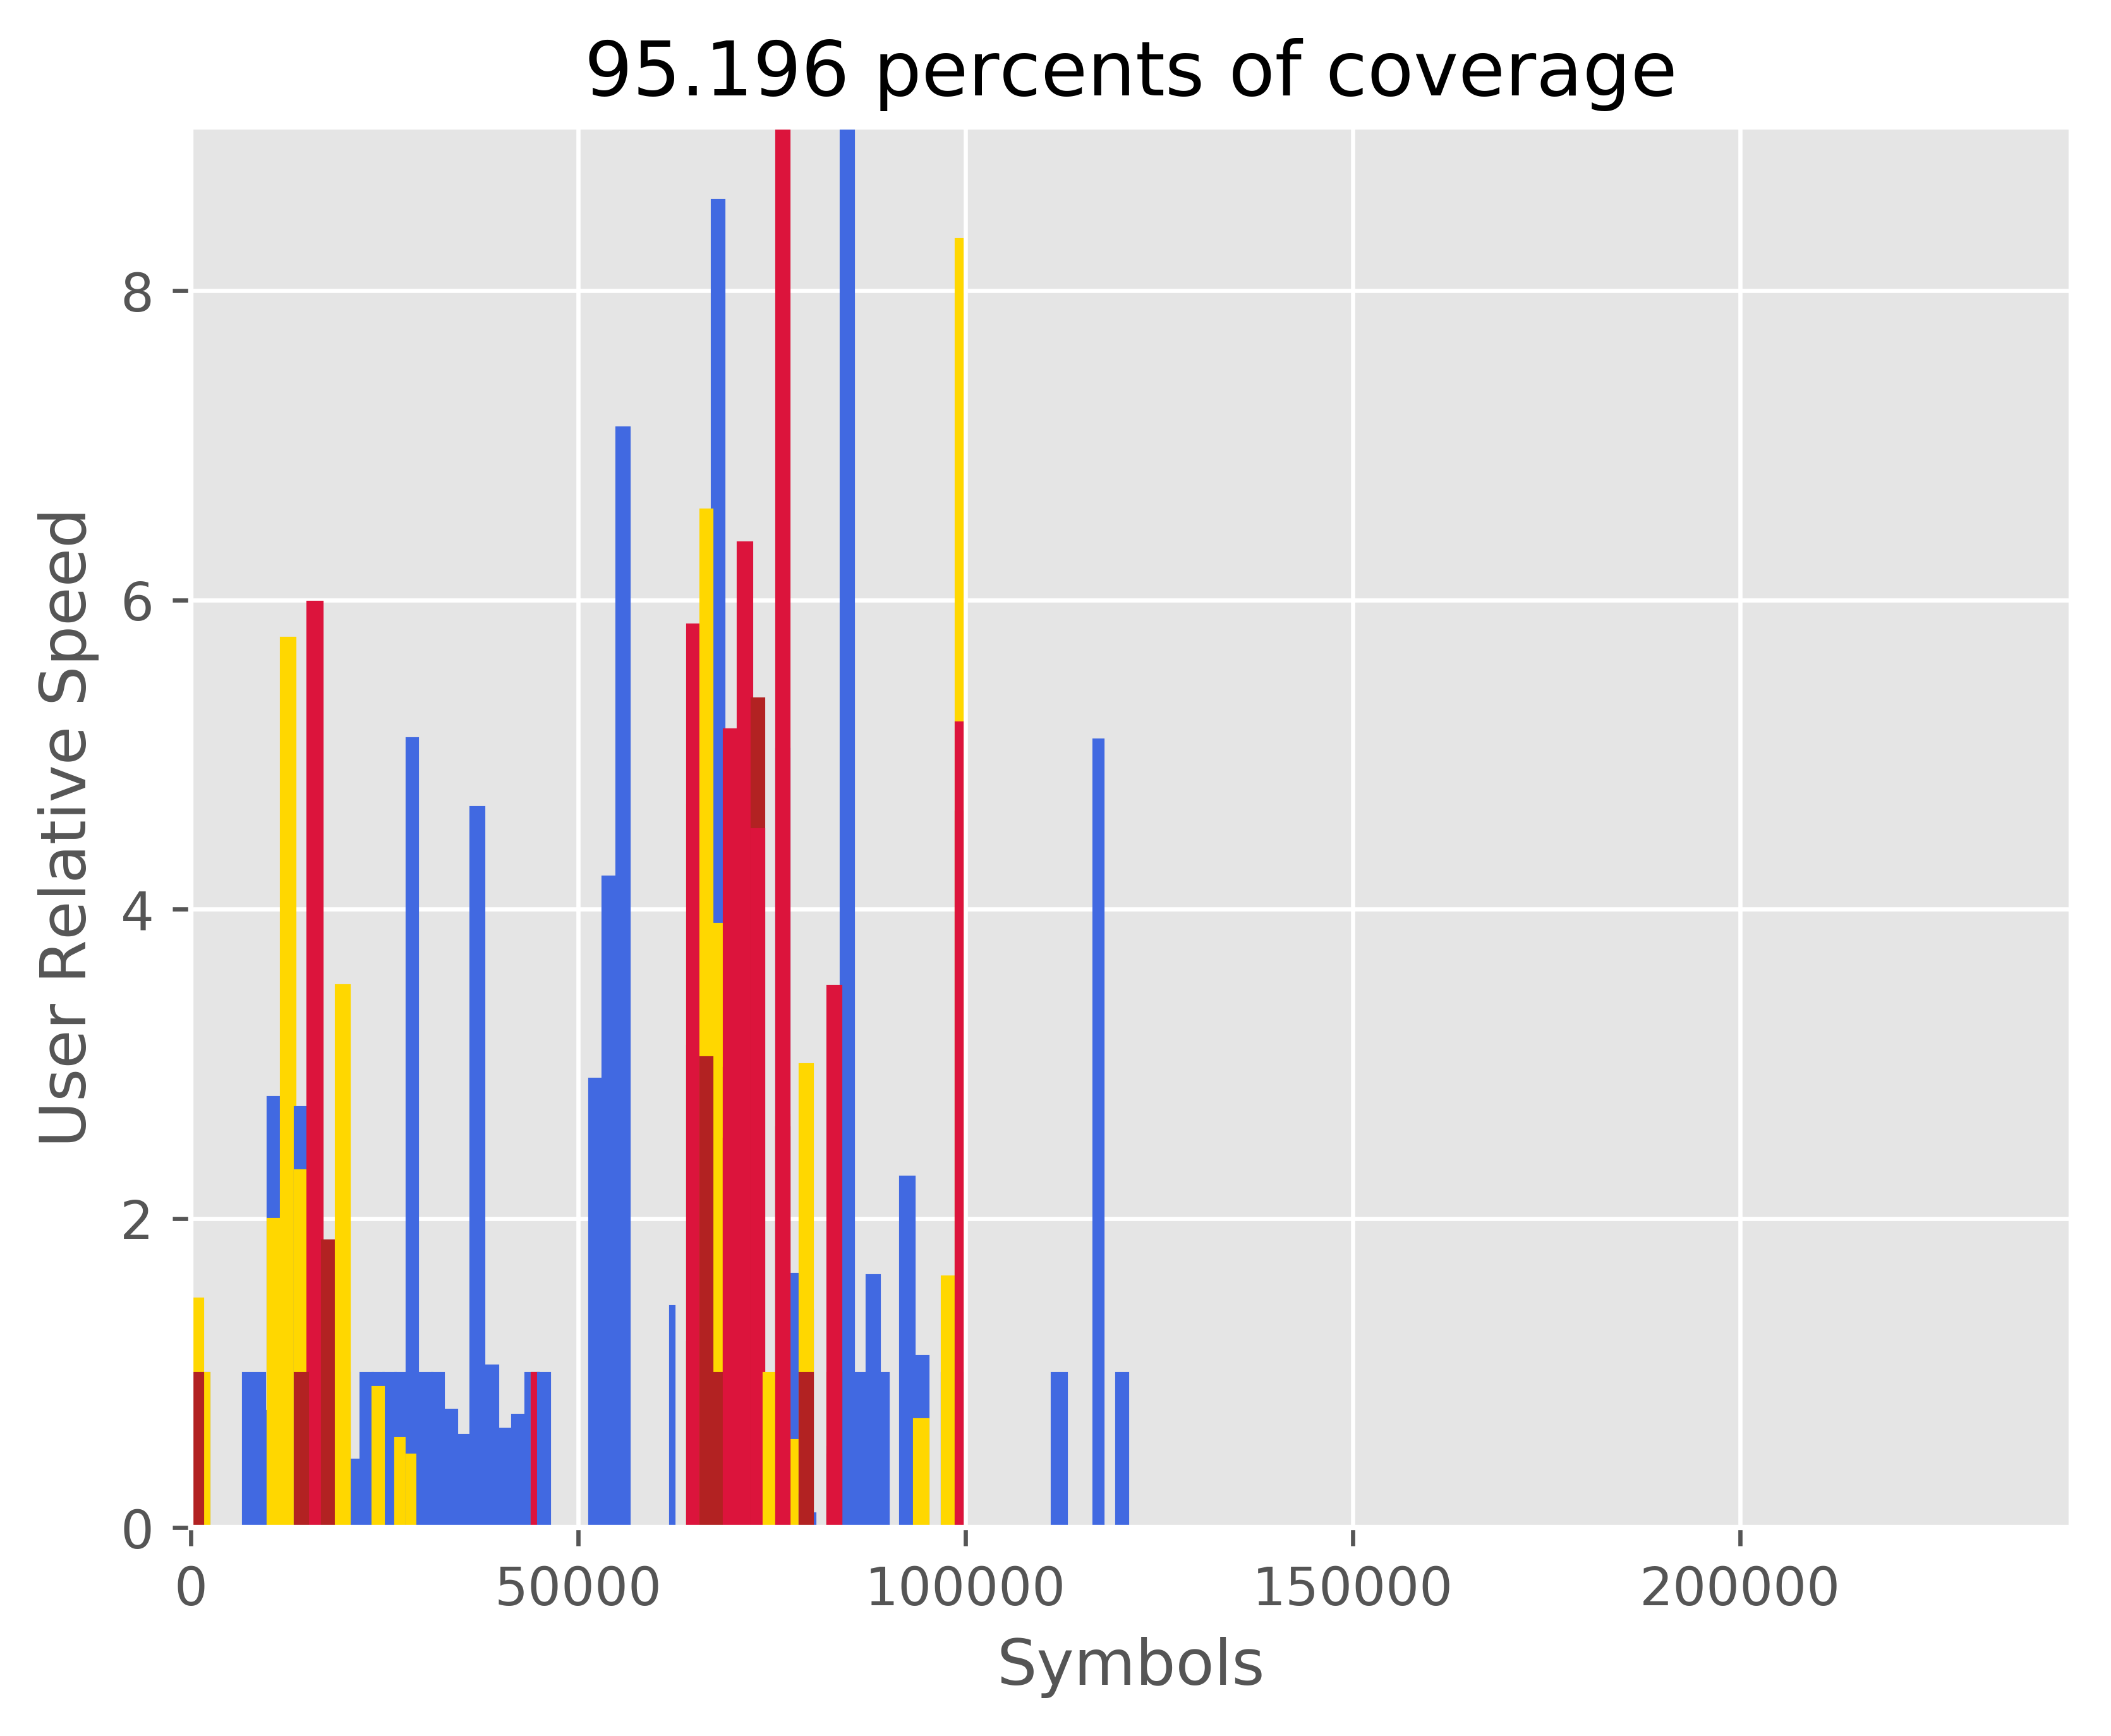 95.196 percents of coverage
User Relative Speed
8
6
4
2
0
0 50000 100000 150000 200000
Symbols